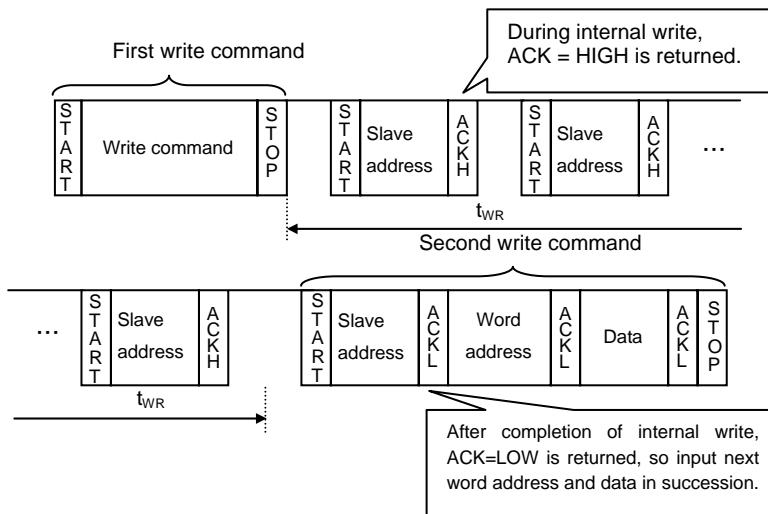 During internal write,
ACK = HIGH is returned.
First write command
START
Write command
STOP
START
Slave
address
ACKH
START
Slave
address
ACKH
...
tWR
Second write command
...
START
Slave
address
ACKH
START
Slave
address
ACKL
Word
address
ACKL
Data
ACKL
STOP
tWR
After completion of internal write,
ACK=LOW is returned, so input next
word address and data in succession.